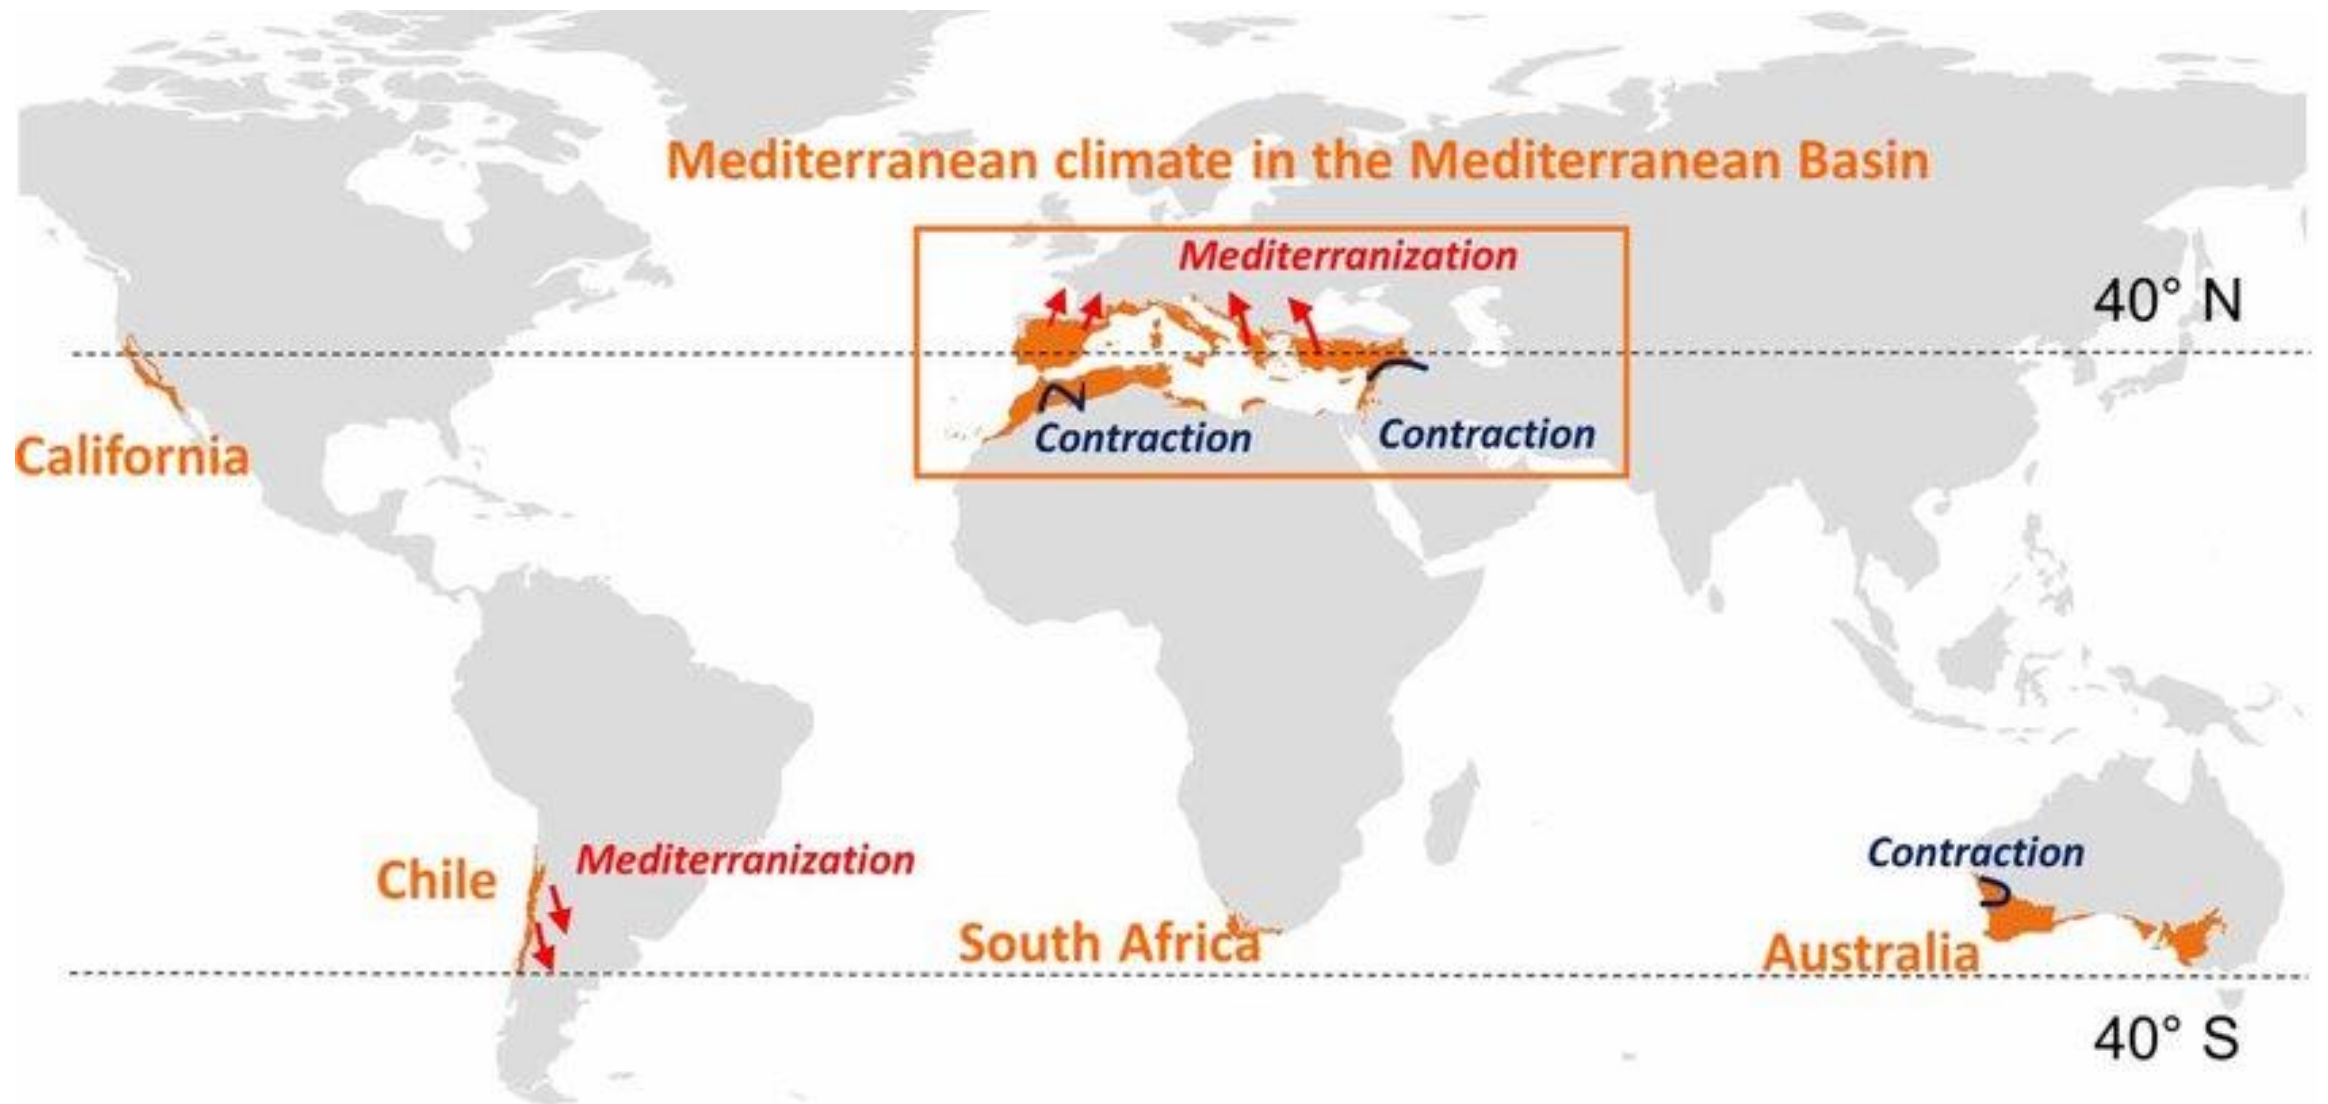 Mediterranean climate in the Mediterranean Basin
Mediterranization
40° N
California
Contraction
Contraction
Chile
Mediterranization
Contraction
South Africa
Australia
40° S